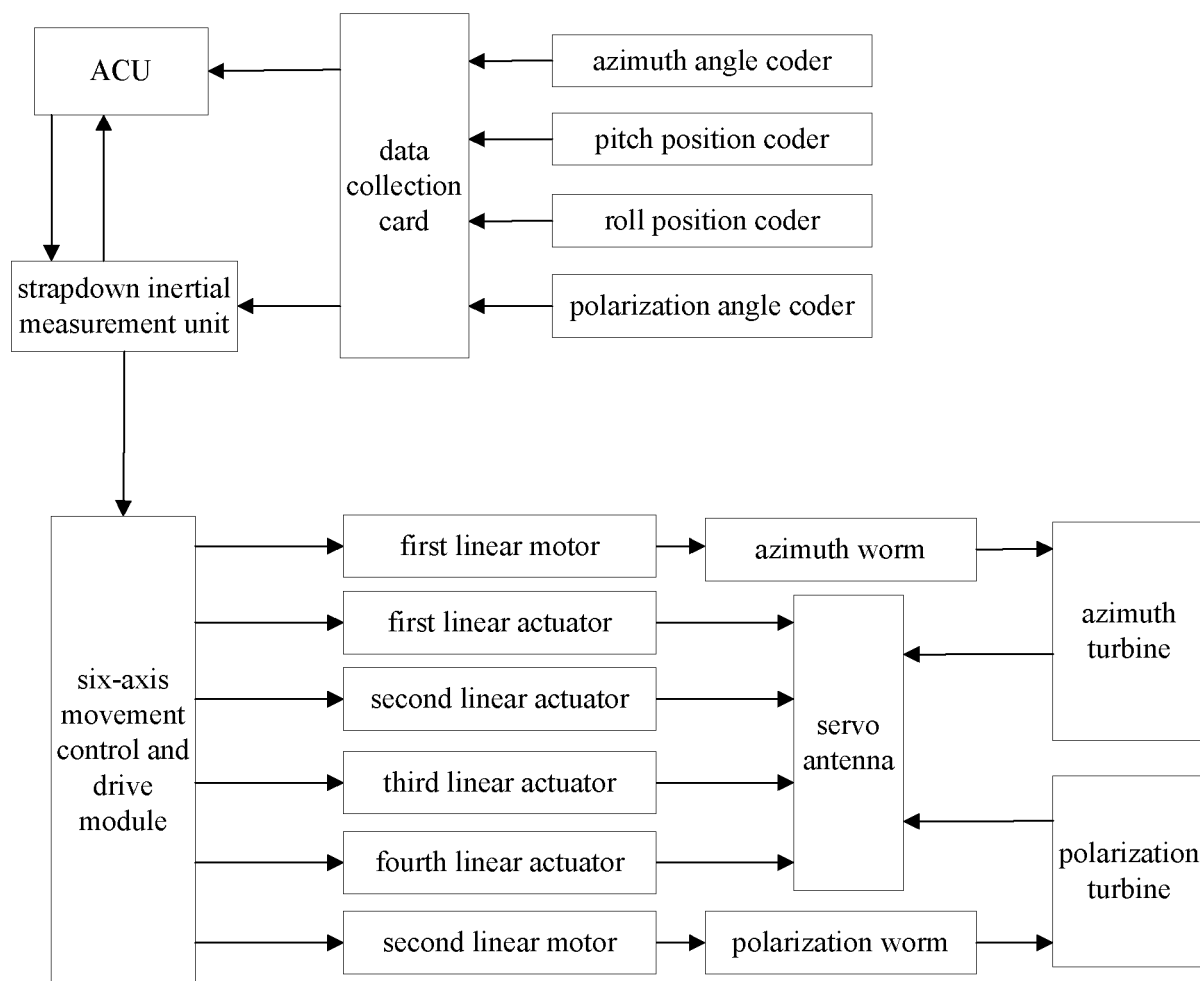 ACU
data
collection
card
azimuth angle coder
pitch position coder
roll position coder
polarization angle coder
strapdown inertial
measurement unit
six-axis
movement
control and
drive
module
first linear motor
first linear actuator
second linear actuator
third linear actuator
fourth linear actuator
second linear motor
azimuth worm
servo
antenna
polarization worm
azimuth
turbine
polarization
turbine